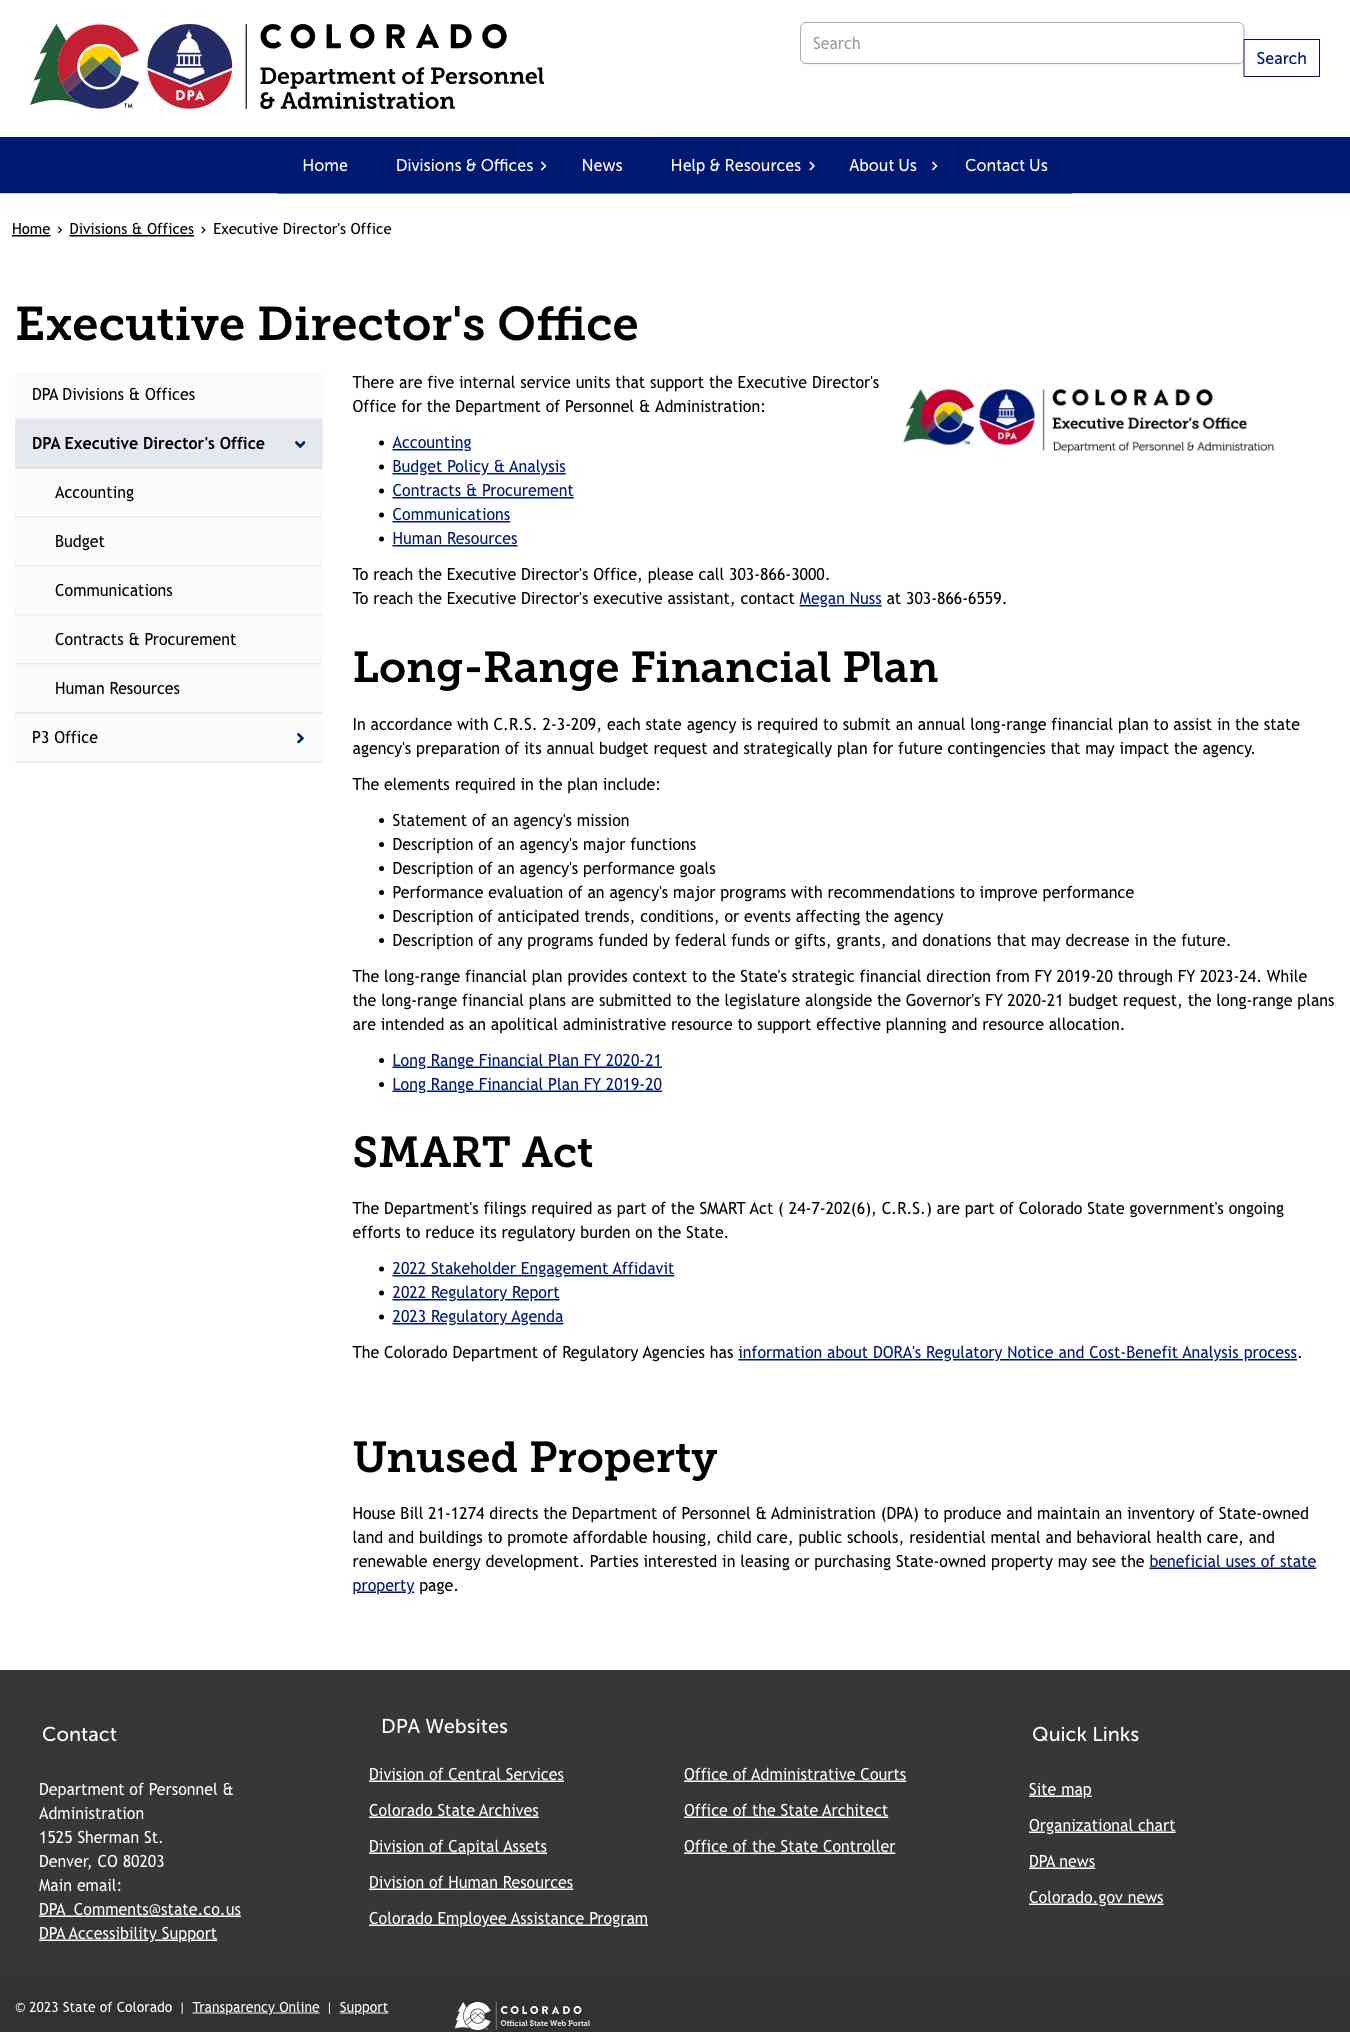 COLORADO
Department of Personnel
& Administration
DPA
TM
Search
Search
Home
Divisions & Offices
News
Help & Resources
About Us
Contact Us
Home › Divisions & Offices › Executive Director's Office
Executive Director's Office
DPA Divisions & Offices
DPA Executive Director's Office
Accounting
Budget
Communications
Contracts & Procurement
Human Resources
P3 Office
There are five internal service units that support the Executive Director's
Office for the Department of Personnel & Administration:
COLORADO
Executive Director's Office
Department of Personnel & Administration
DPA
• Accounting
• Budget Policy & Analysis
• Contracts & Procurement
• Communications
• Human Resources
To reach the Executive Director's Office, please call 303-866-3000.
To reach the Executive Director's executive assistant, contact Megan Nuss at 303-866-6559.
Long-Range Financial Plan
In accordance with C.R.S. 2-3-209, each state agency is required to submit an annual long-range financial plan to assist in the state
agency's preparation of its annual budget request and strategically plan for future contingencies that may impact the agency.
The elements required in the plan include:
• Statement of an agency's mission
• Description of an agency's major functions
• Description of an agency's performance goals
• Performance evaluation of an agency's major programs with recommendations to improve performance
• Description of anticipated trends, conditions, or events affecting the agency
• Description of any programs funded by federal funds or gifts, grants, and donations that may decrease in the future.
The long-range financial plan provides context to the State's strategic financial direction from FY 2019-20 through FY 2023-24. While
the long-range financial plans are submitted to the legislature alongside the Governor's FY 2020-21 budget request, the long-range plans
are intended as an apolitical administrative resource to support effective planning and resource allocation.
• Long Range Financial Plan FY 2020-21
• Long Range Financial Plan FY 2019-20
SMART Act
The Department's filings required as part of the SMART Act ( 24-7-202(6), C.R.S.) are part of Colorado State government's ongoing
efforts to reduce its regulatory burden on the State.
• 2022 Stakeholder Engagement Affidavit
• 2022 Regulatory Report
• 2023 Regulatory Agenda
The Colorado Department of Regulatory Agencies has information about DORA's Regulatory Notice and Cost-Benefit Analysis process.
Unused Property
House Bill 21-1274 directs the Department of Personnel & Administration (DPA) to produce and maintain an inventory of State-owned
land and buildings to promote affordable housing, child care, public schools, residential mental and behavioral health care, and
renewable energy development. Parties interested in leasing or purchasing State-owned property may see the beneficial uses of state
property page.
Contact
Department of Personnel &
Administration
1525 Sherman St.
Denver, CO 80203
Main email:
DPA_Comments@state.co.us
DPA Accessibility Support
DPA Websites
Division of Central Services
Colorado State Archives
Division of Capital Assets
Division of Human Resources
Colorado Employee Assistance Program
Office of Administrative Courts
Office of the State Architect
Office of the State Controller
Quick Links
Site map
Organizational chart
DPA news
Colorado.gov news
© 2023 State of Colorado | Transparency Online | Support
COLORADO
Official State Web Portal